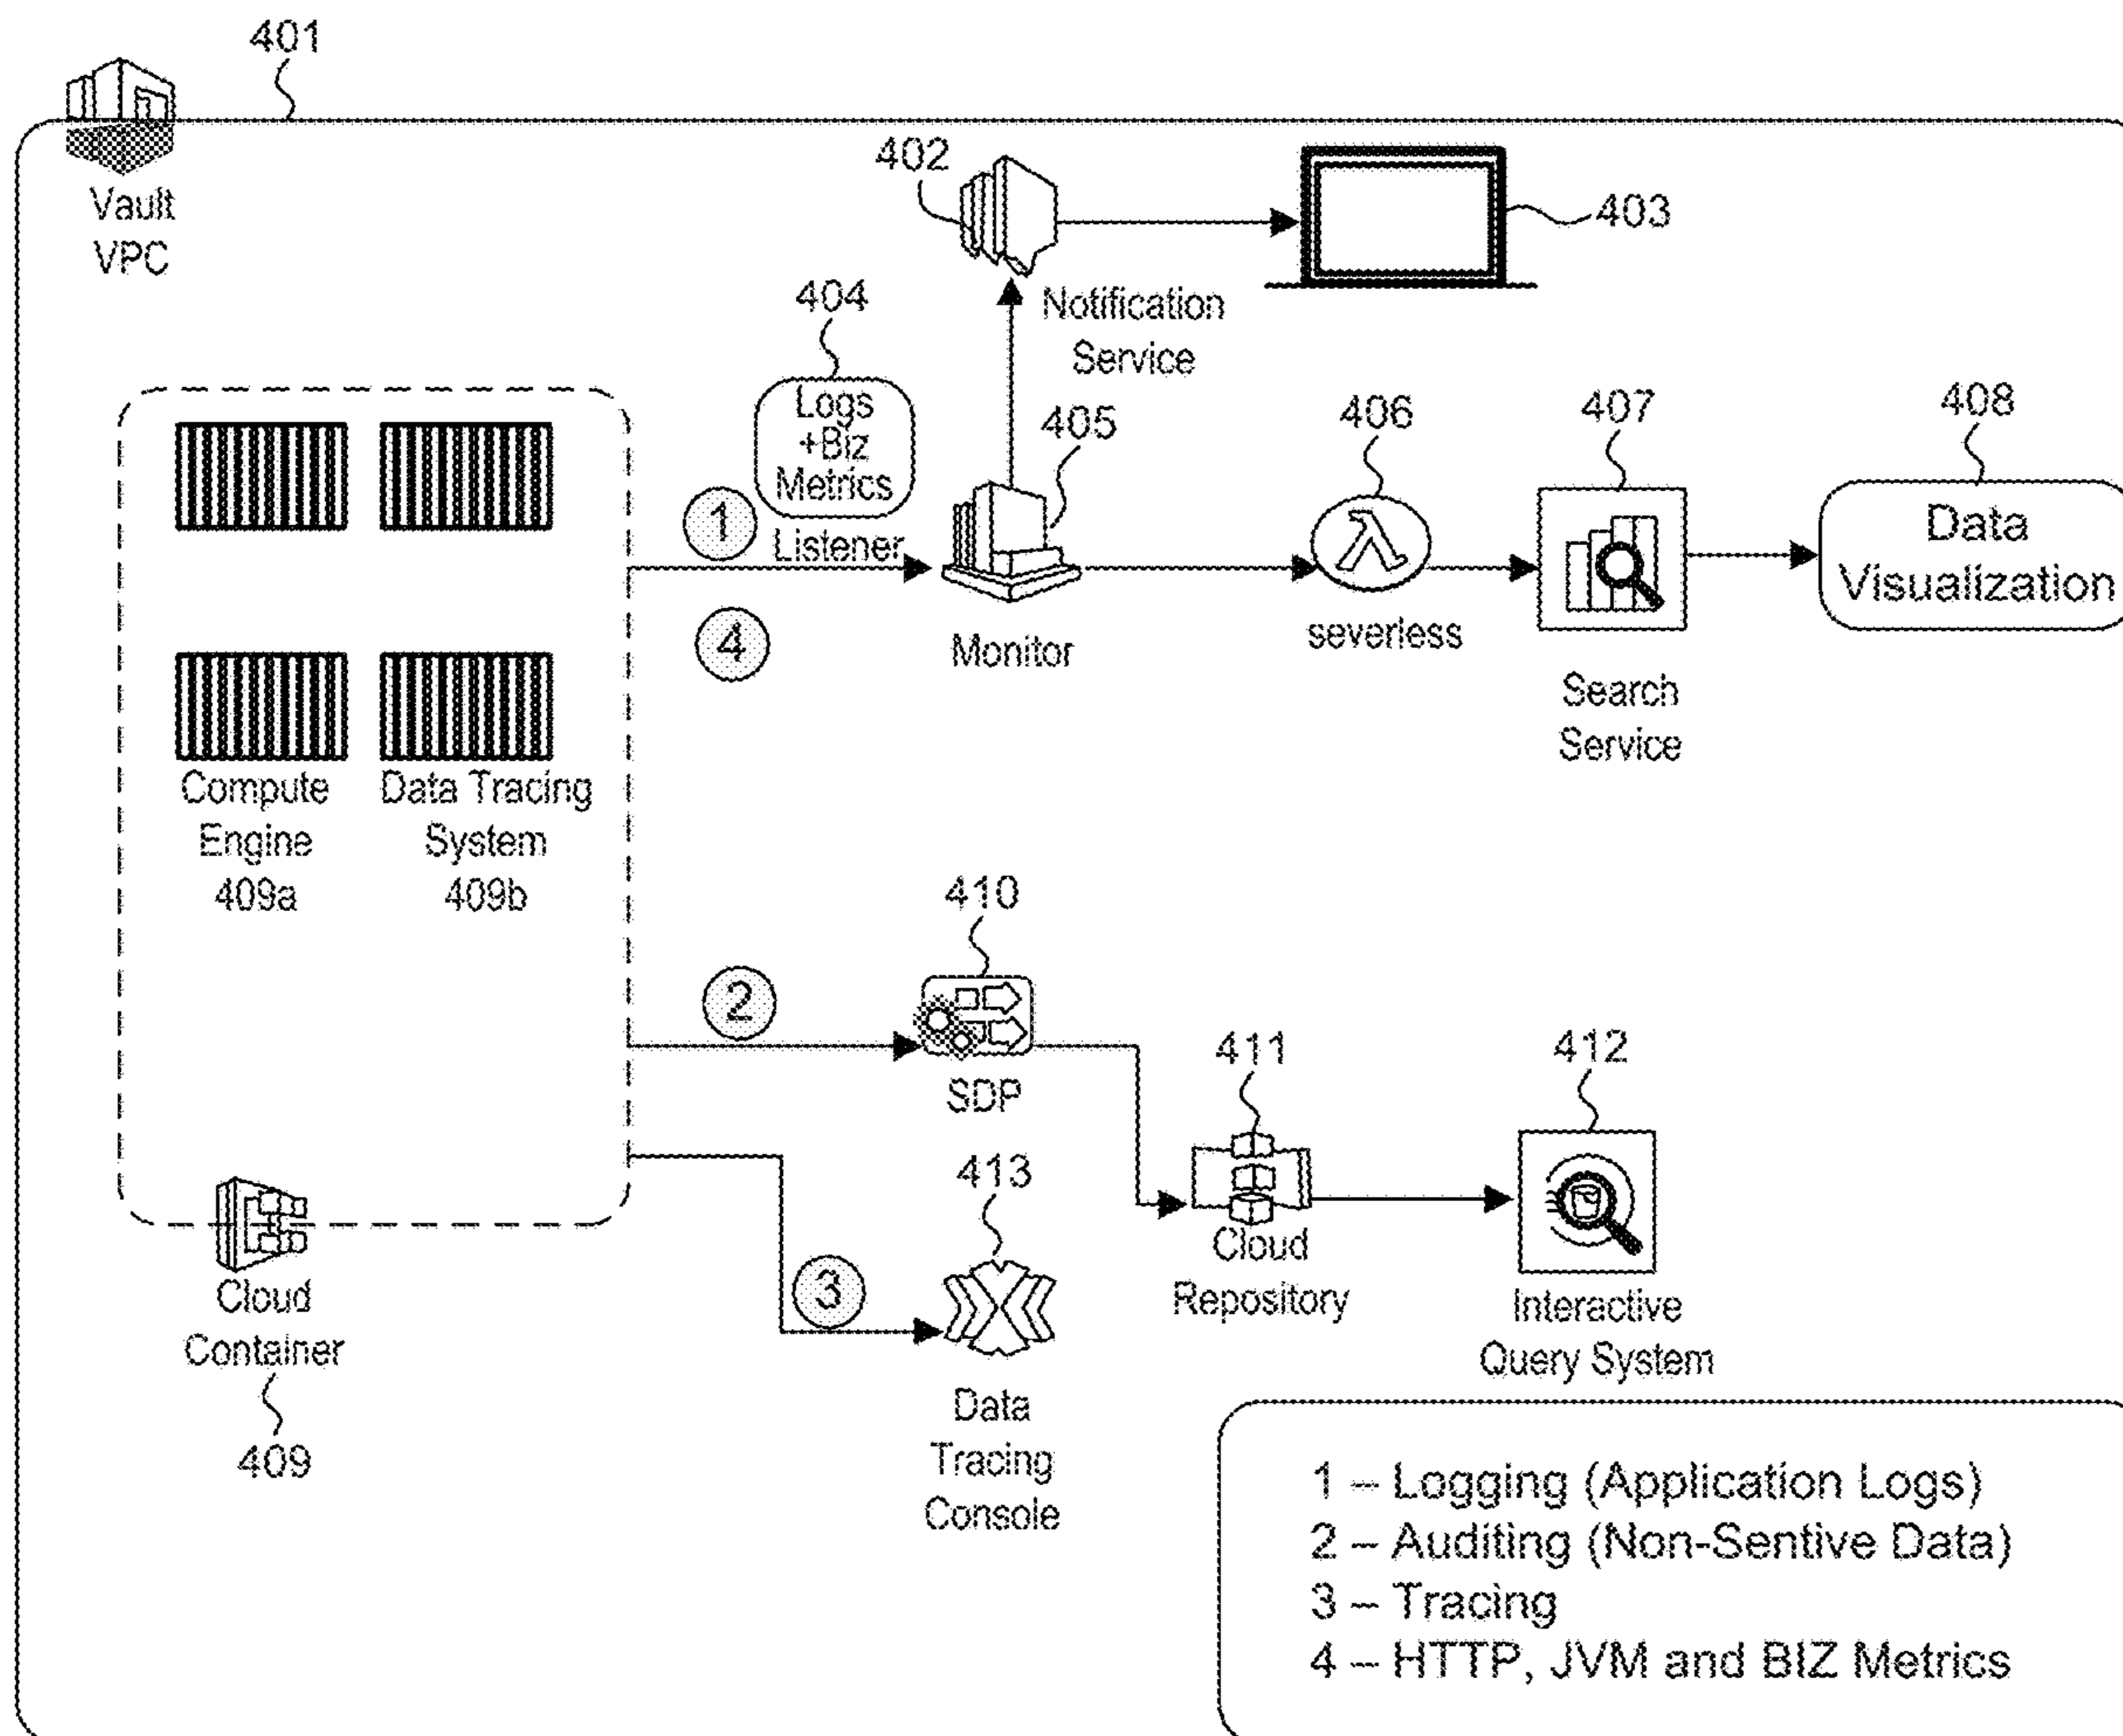 401
Vault
VPC
402
403
Notification
Service
404
Logs
+Biz
Metrics
Listener
405
Monitor
406
severless
407
Search
Service
408
Data
Visualization
1
4
Compute
Engine
409a
Data Tracing
System
409b
2
410
SDP
411
Cloud
Repository
412
Interactive
Query System
3
413
Data
Tracing
Console
Cloud
Container
409
1 – Logging (Application Logs)
2 – Auditing (Non-Sentive Data)
3 – Tracing
4 – HTTP, JVM and BIZ Metrics